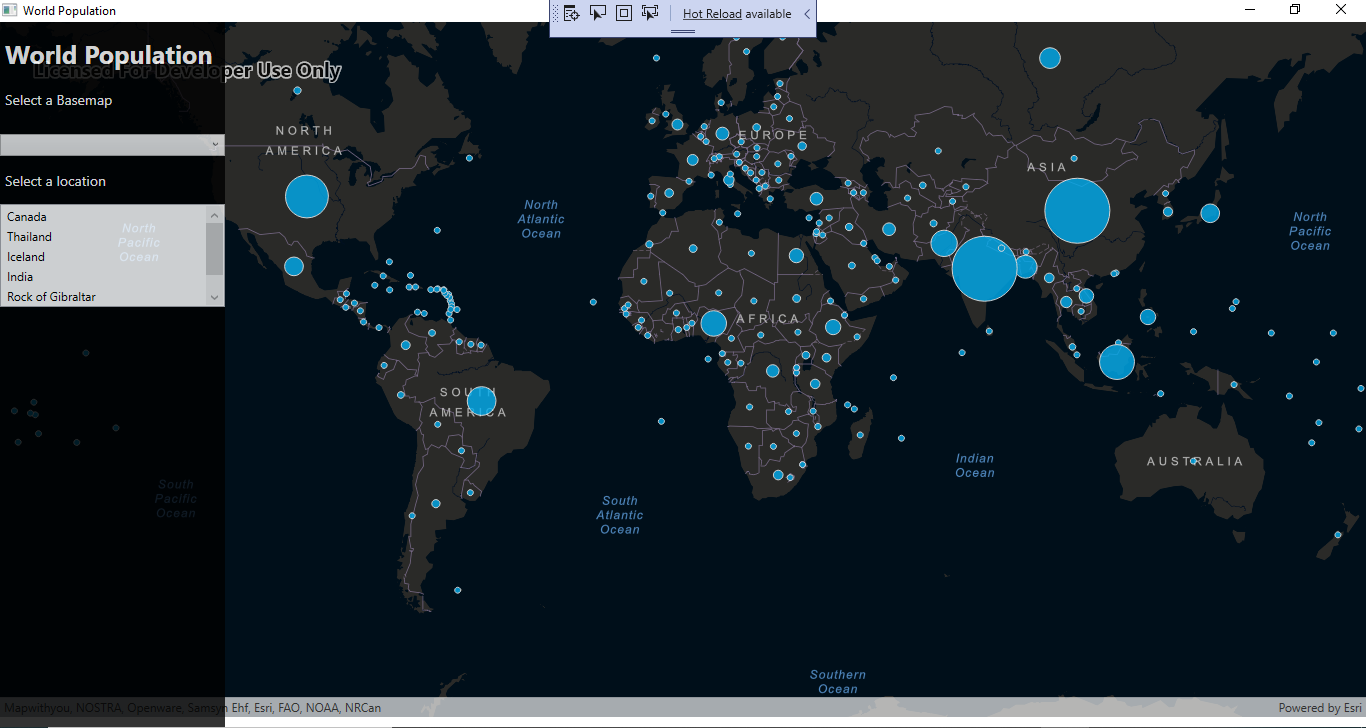 World Population
Hot Reload available
World Population
Licensed For Developer Use Only
Select a Basemap
Select a location
Canada
Thailand
Iceland
India
Rock of Gibraltar
North
Pacific
Ocean
NORTH
AMERICA
EUROPE
ASIA
North
Atlantic
Ocean
North
Pacific
Ocean
AFRICA
SOUTH
AMERICA
Indian
Ocean
AUSTRALIA
South
Pacific
Ocean
South
Atlantic
Ocean
Southern
Ocean
Mapwithyou, NOSTRA, Openware, Samsyn Ehf, Esri, FAO, NOAA, NRCan
Powered by Esri